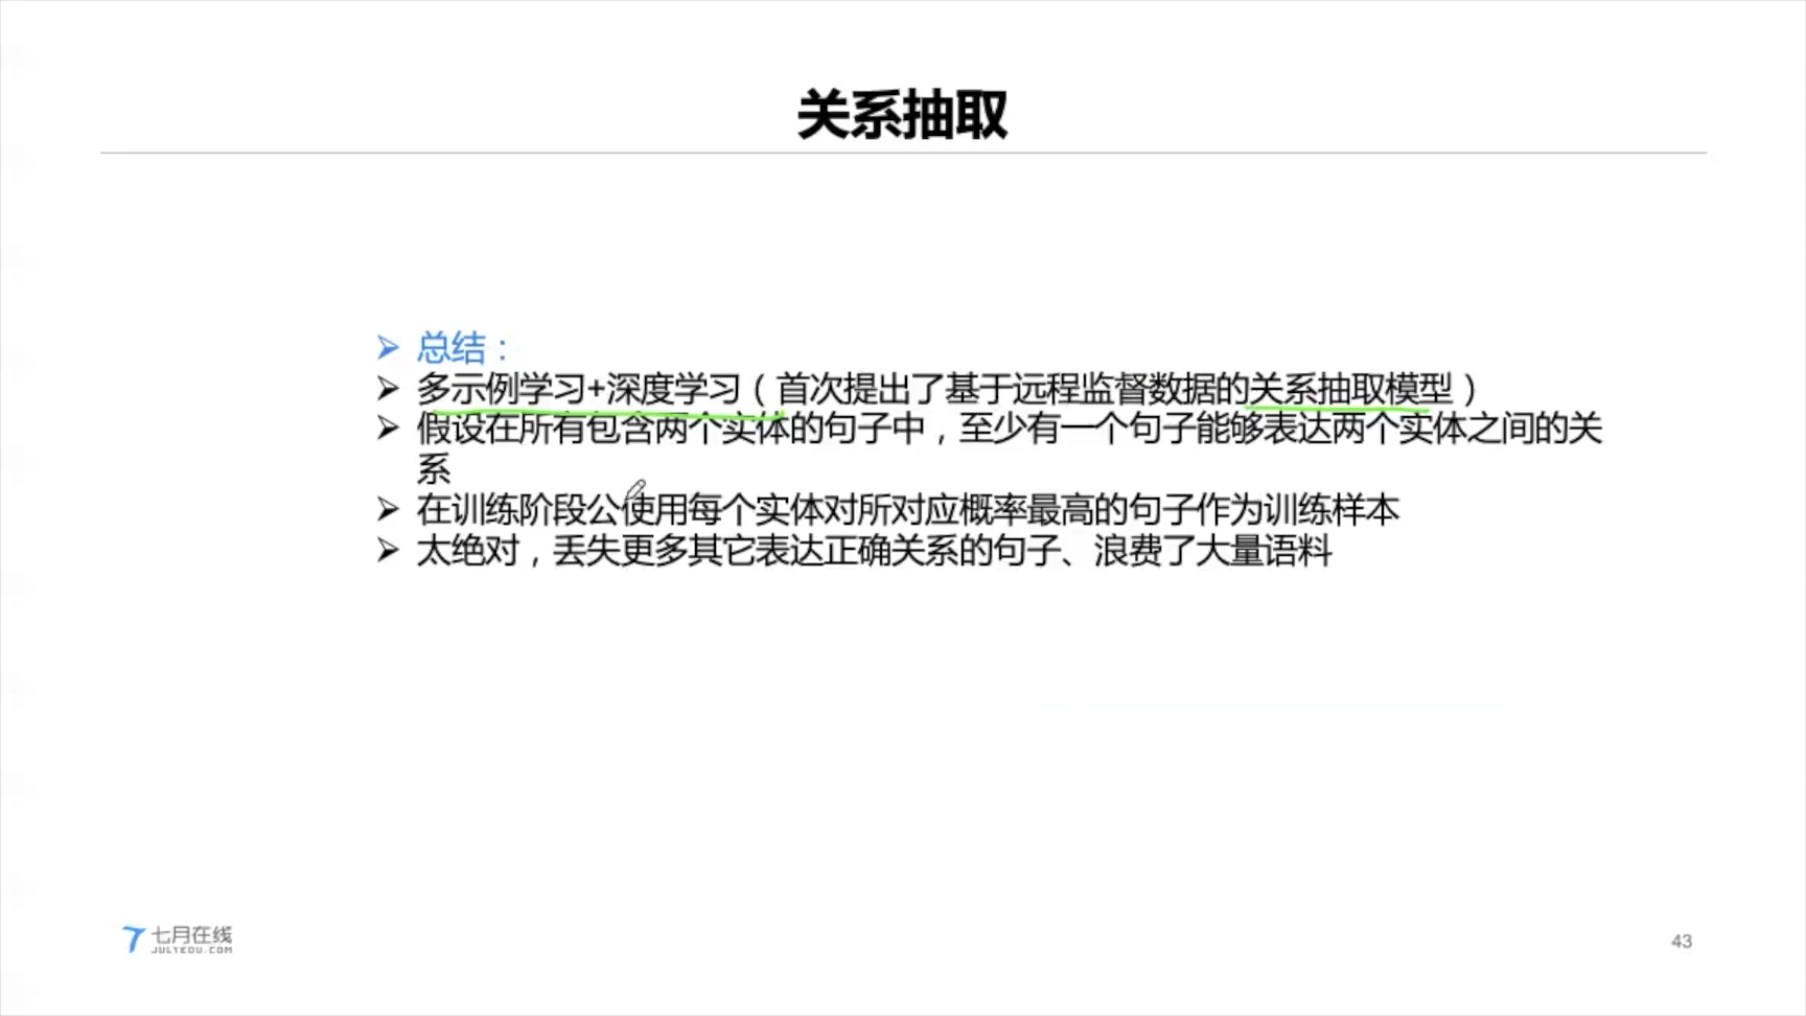 关系抽取
总结：
多示例学习+深度学习（首次提出了基于远程监督数据的关系抽取模型）
假设在所有包含两个实体的句子中，至少有一个句子能够表达两个实体之间的关
系
在训练阶段公使用每个实体对所对应概率最高的句子作为训练样本
太绝对，丢失更多其它表达正确关系的句子、浪费了大量语料
七月在线
JULYEDU.COM
43